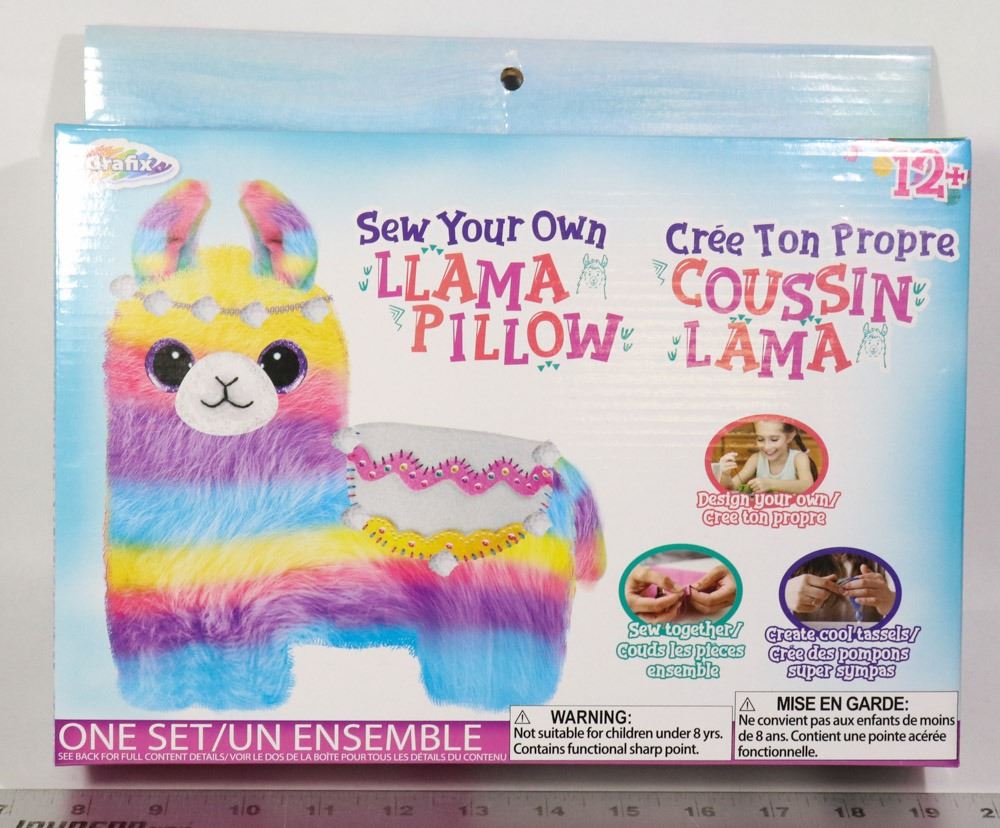 Grafix
12+
Sew Your Own
LLAMA
PILLOW
Crée Ton Propre
COUSSIN
LAMA
Design your own/
Crée ton propre
Sew together/
Couds les pièces
ensemble
Create cool tassels/
Crée des pompons
super sympas
ONE SET/UN ENSEMBLE
SEE BACK FOR FULL CONTENT DETAILS/ VOIR LE DOS DE LA BOÎTE POUR TOUS LES DÉTAILS DU CONTENU
⚠ WARNING:
Not suitable for children under 8 yrs.
Contains functional sharp point.
⚠ MISE EN GARDE:
Ne convient pas aux enfants de moins
de 8 ans. Contient une pointe acérée
fonctionnelle.
7 8 9 10 11 12 13 14 15 16 17 18 19